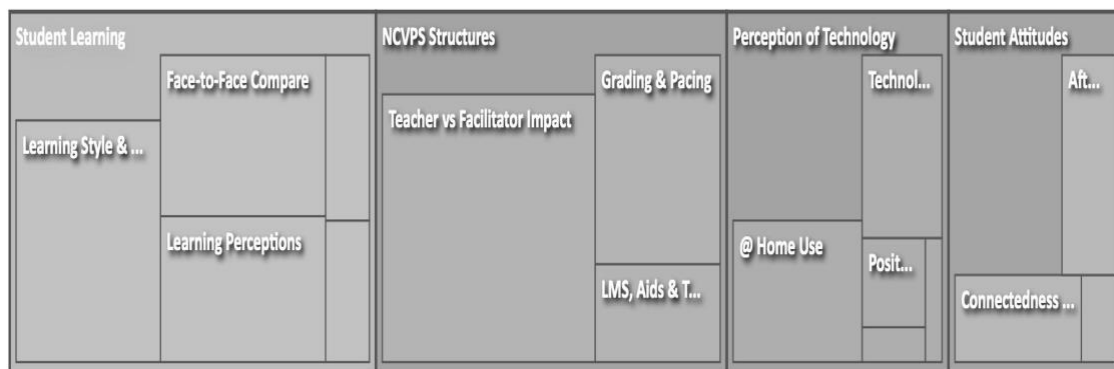 Student Learning
Face-to-Face Compare
Learning Style & ...
Learning Perceptions
NCVPS Structures
Grading & Pacing
Teacher vs Facilitator Impact
LMS, Aids & T...
Perception of Technology
Technol...
@ Home Use
Posit...
Student Attitudes
Aft...
Connectedness ...